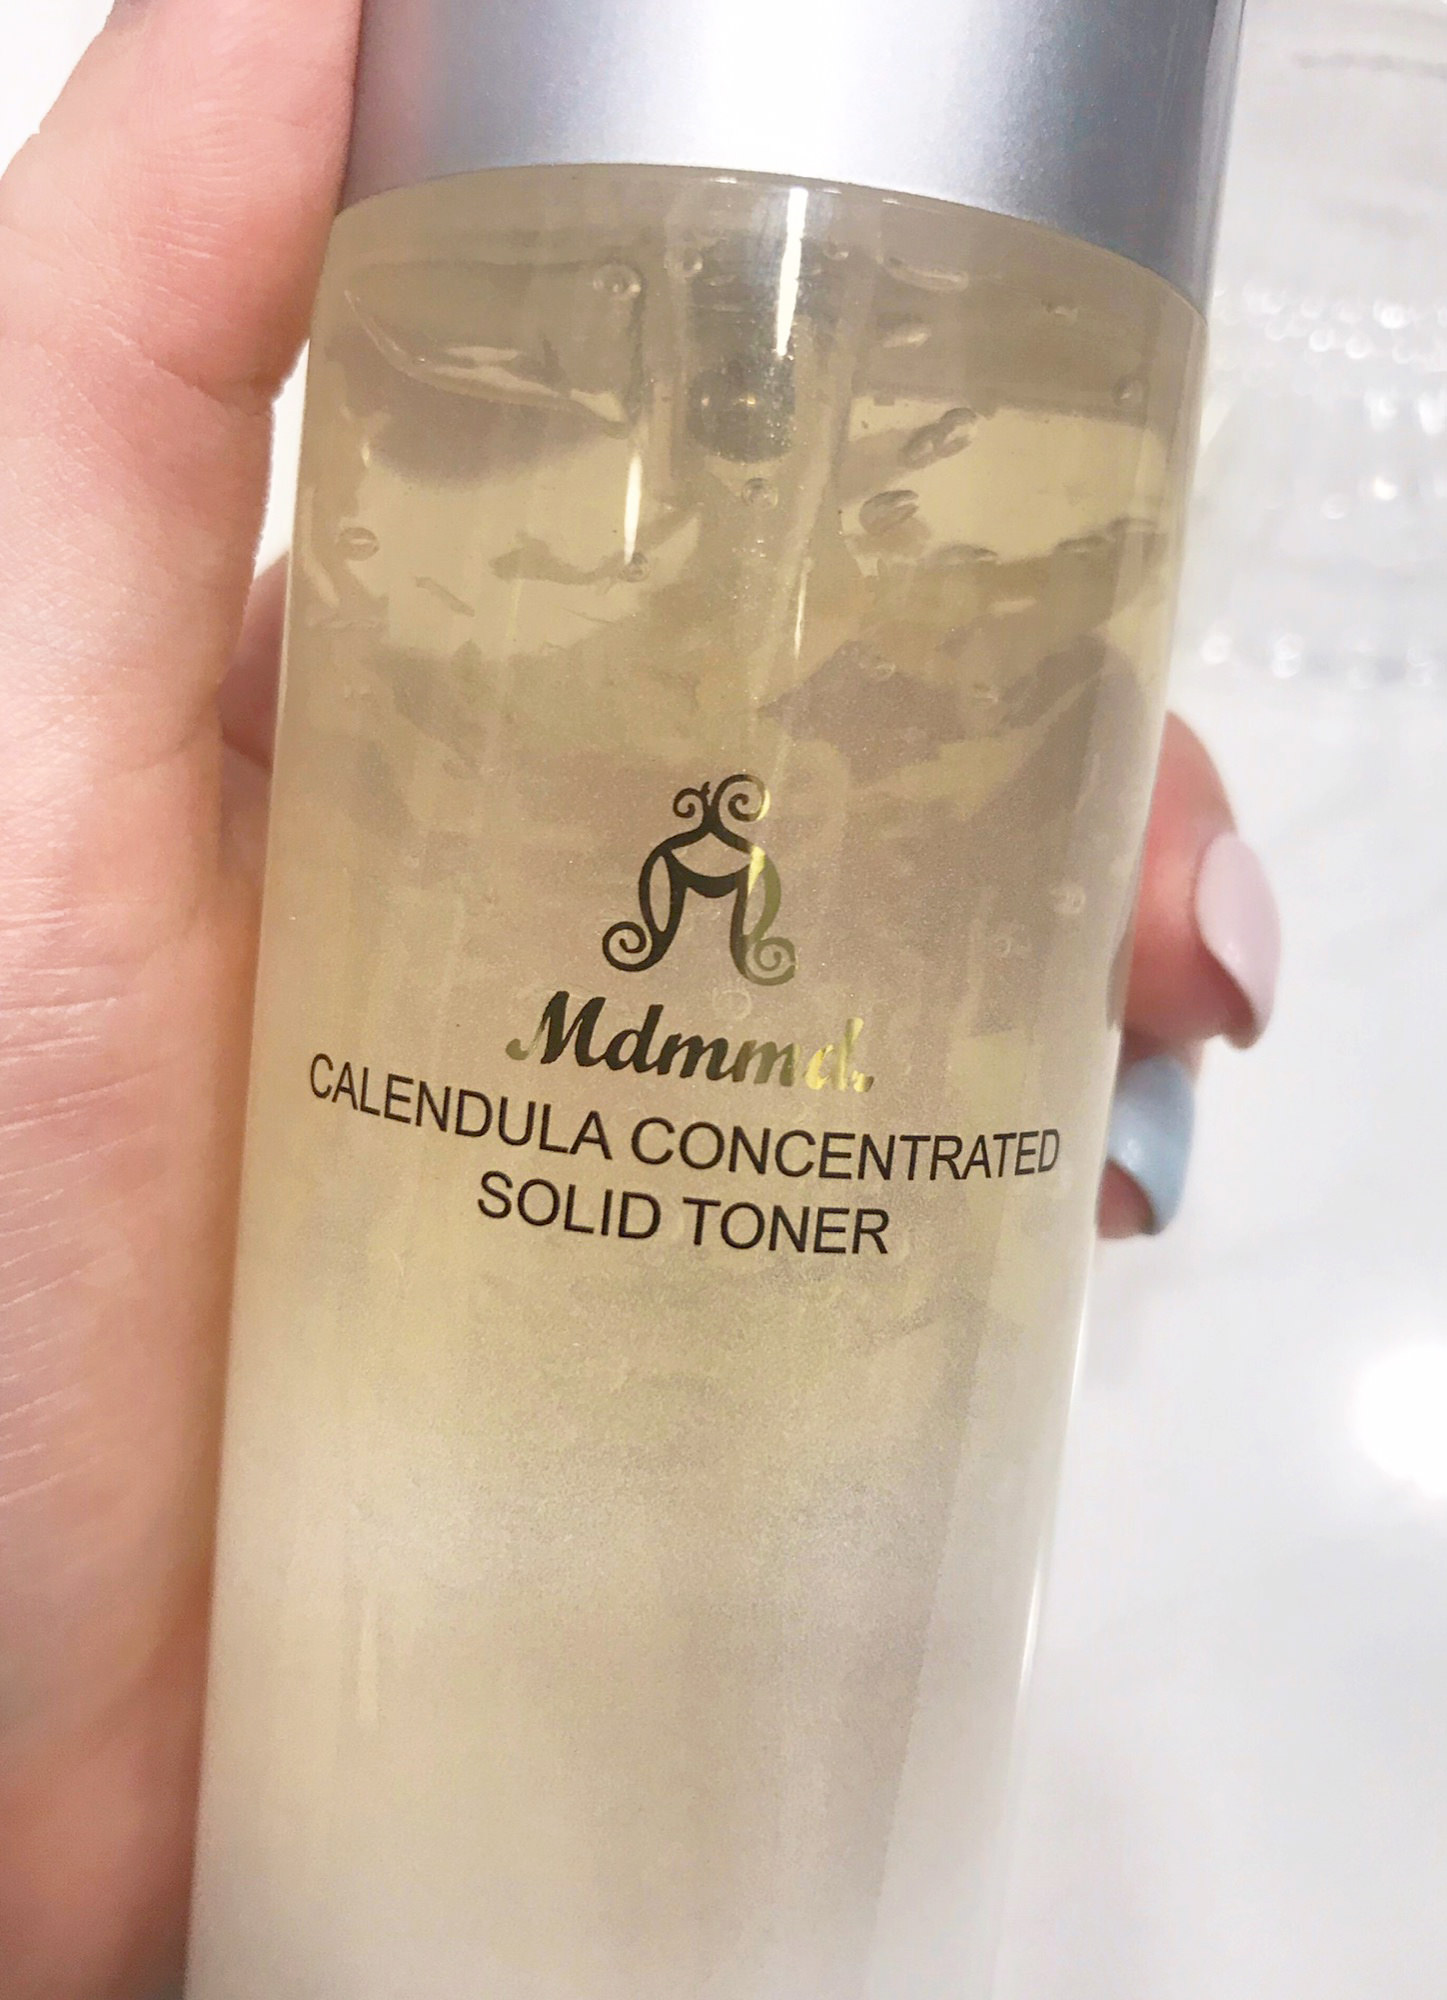 Mdmmd.
CALENDULA CONCENTRATED
SOLID TONER